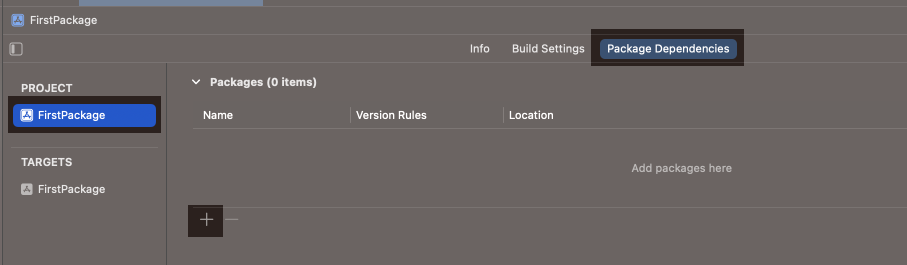 FirstPackage
Info Build Settings Package Dependencies
PROJECT
FirstPackage
TARGETS
FirstPackage
Packages (0 items)
Name Version Rules Location
Add packages here